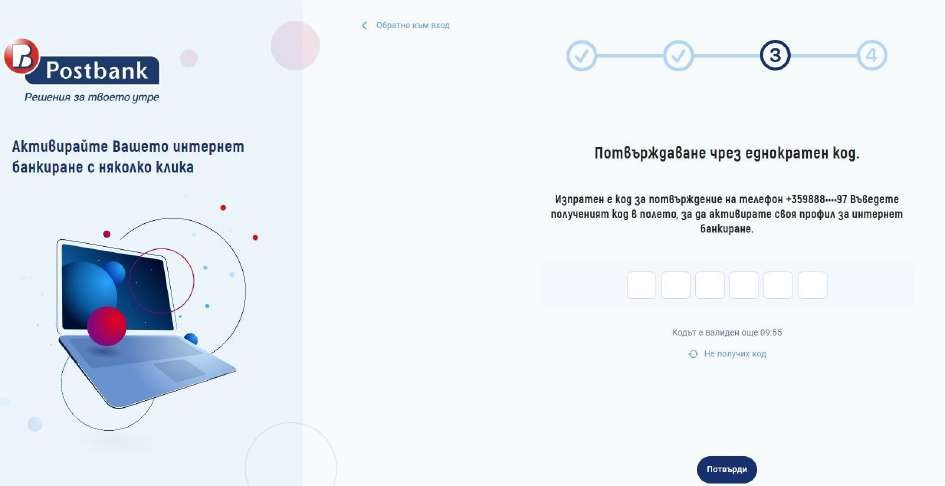 Postbank
Решения за твоето утре
Активирайте Вашето интернет
банкиране с няколко клика
Обратно към вход
3
4
Потвърждаване чрез еднократен код.
Изпратен е код за потвърждение на телефон +359888••••97 Въведете
полученият код в полето, за да активирате своя профил за интернет
банкиране.
Кодът е валиден още 09:55
Не получих код
Потвърди